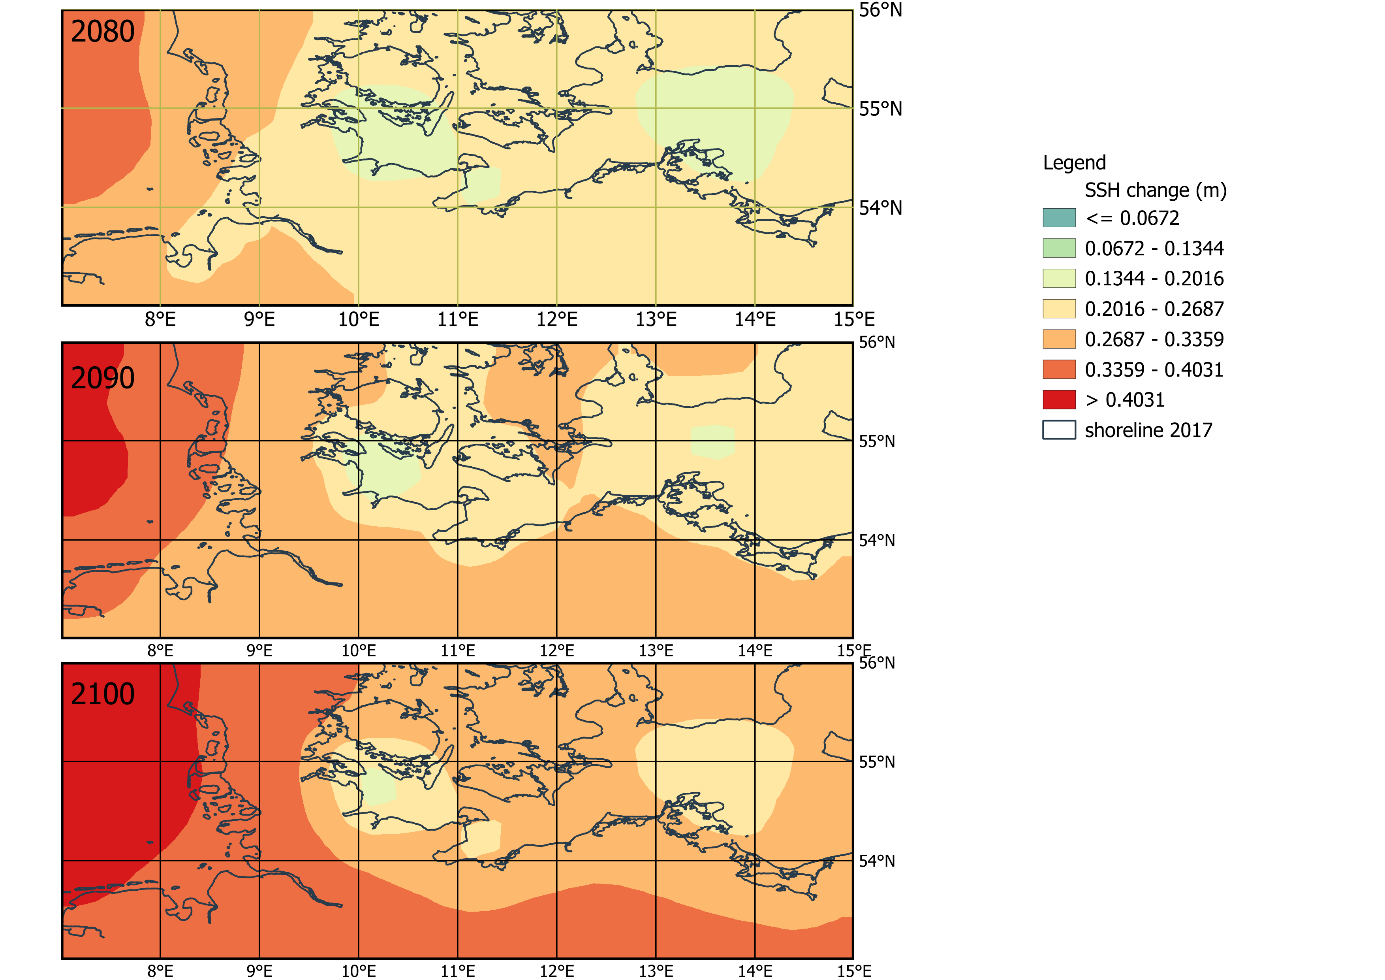 2080
56°N
55°N
54°N
8°E 9°E 10°E 11°E 12°E 13°E 14°E 15°E
2090
56°N
55°N
54°N
8°E 9°E 10°E 11°E 12°E 13°E 14°E 15°E
2100
56°N
55°N
54°N
8°E 9°E 10°E 11°E 12°E 13°E 14°E 15°E
Legend
SSH change (m)
<= 0.0672
0.0672 - 0.1344
0.1344 - 0.2016
0.2016 - 0.2687
0.2687 - 0.3359
0.3359 - 0.4031
> 0.4031
shoreline 2017